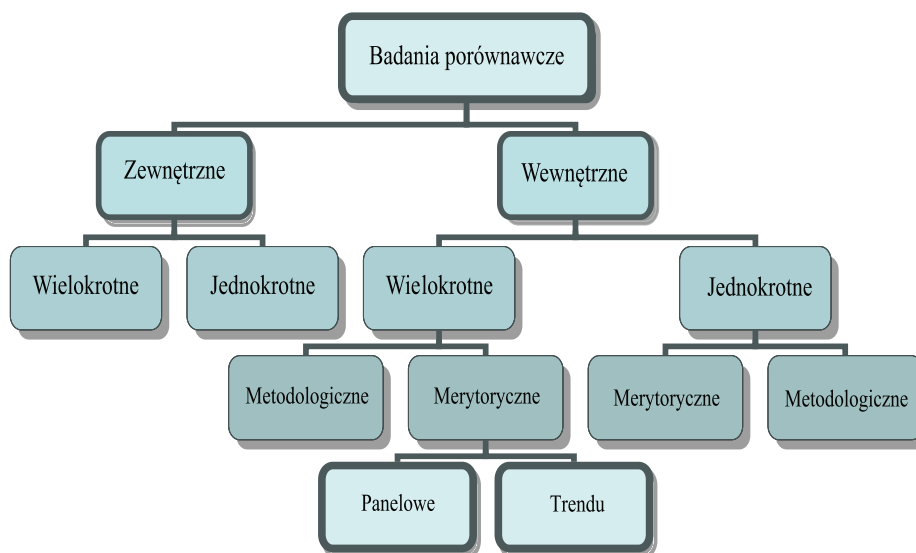 Badania porównawcze
Zewnętrzne
Wewnętrzne
Wielokrotne
Jednokrotne
Wielokrotne
Jednokrotne
Metodologiczne
Merytoryczne
Merytoryczne
Metodologiczne
Panelowe
Trendu